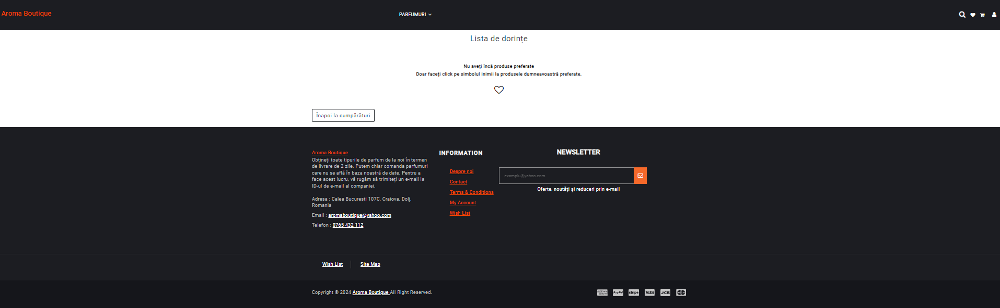 Aroma Boutique
PARFUMURI
Lista de dorințe
Nu aveți încă produse preferate
Doar faceți click pe simbolul inimii la produsele dumneavoastră preferate.
Înapoi la cumpărături
Aroma Boutique
Obțineți toate tipurile de parfum de la noi în termen
de livrare de 2 zile. Putem chiar comanda parfumuri
care nu se află în baza noastră de date. Pentru a
face acest lucru, vă rugăm să trimiteți un e-mail la
ID-ul de e-mail al companiei.
Adresa : Calea Bucuresti 107C, Craiova, Dolj,
Romania
Email : aromaboutique@yahoo.com
Telefon : 0765 432 112
INFORMATION
Despre noi
Contact
Terms & Conditions
My Account
Wish List
NEWSLETTER
examplu@yahoo.com
Oferte, noutăți și reduceri prin e-mail
Wish List
Site Map
Copyright © 2024 Aroma Boutique All Right Reserved.
PayPal
stripe
VISA
JCB